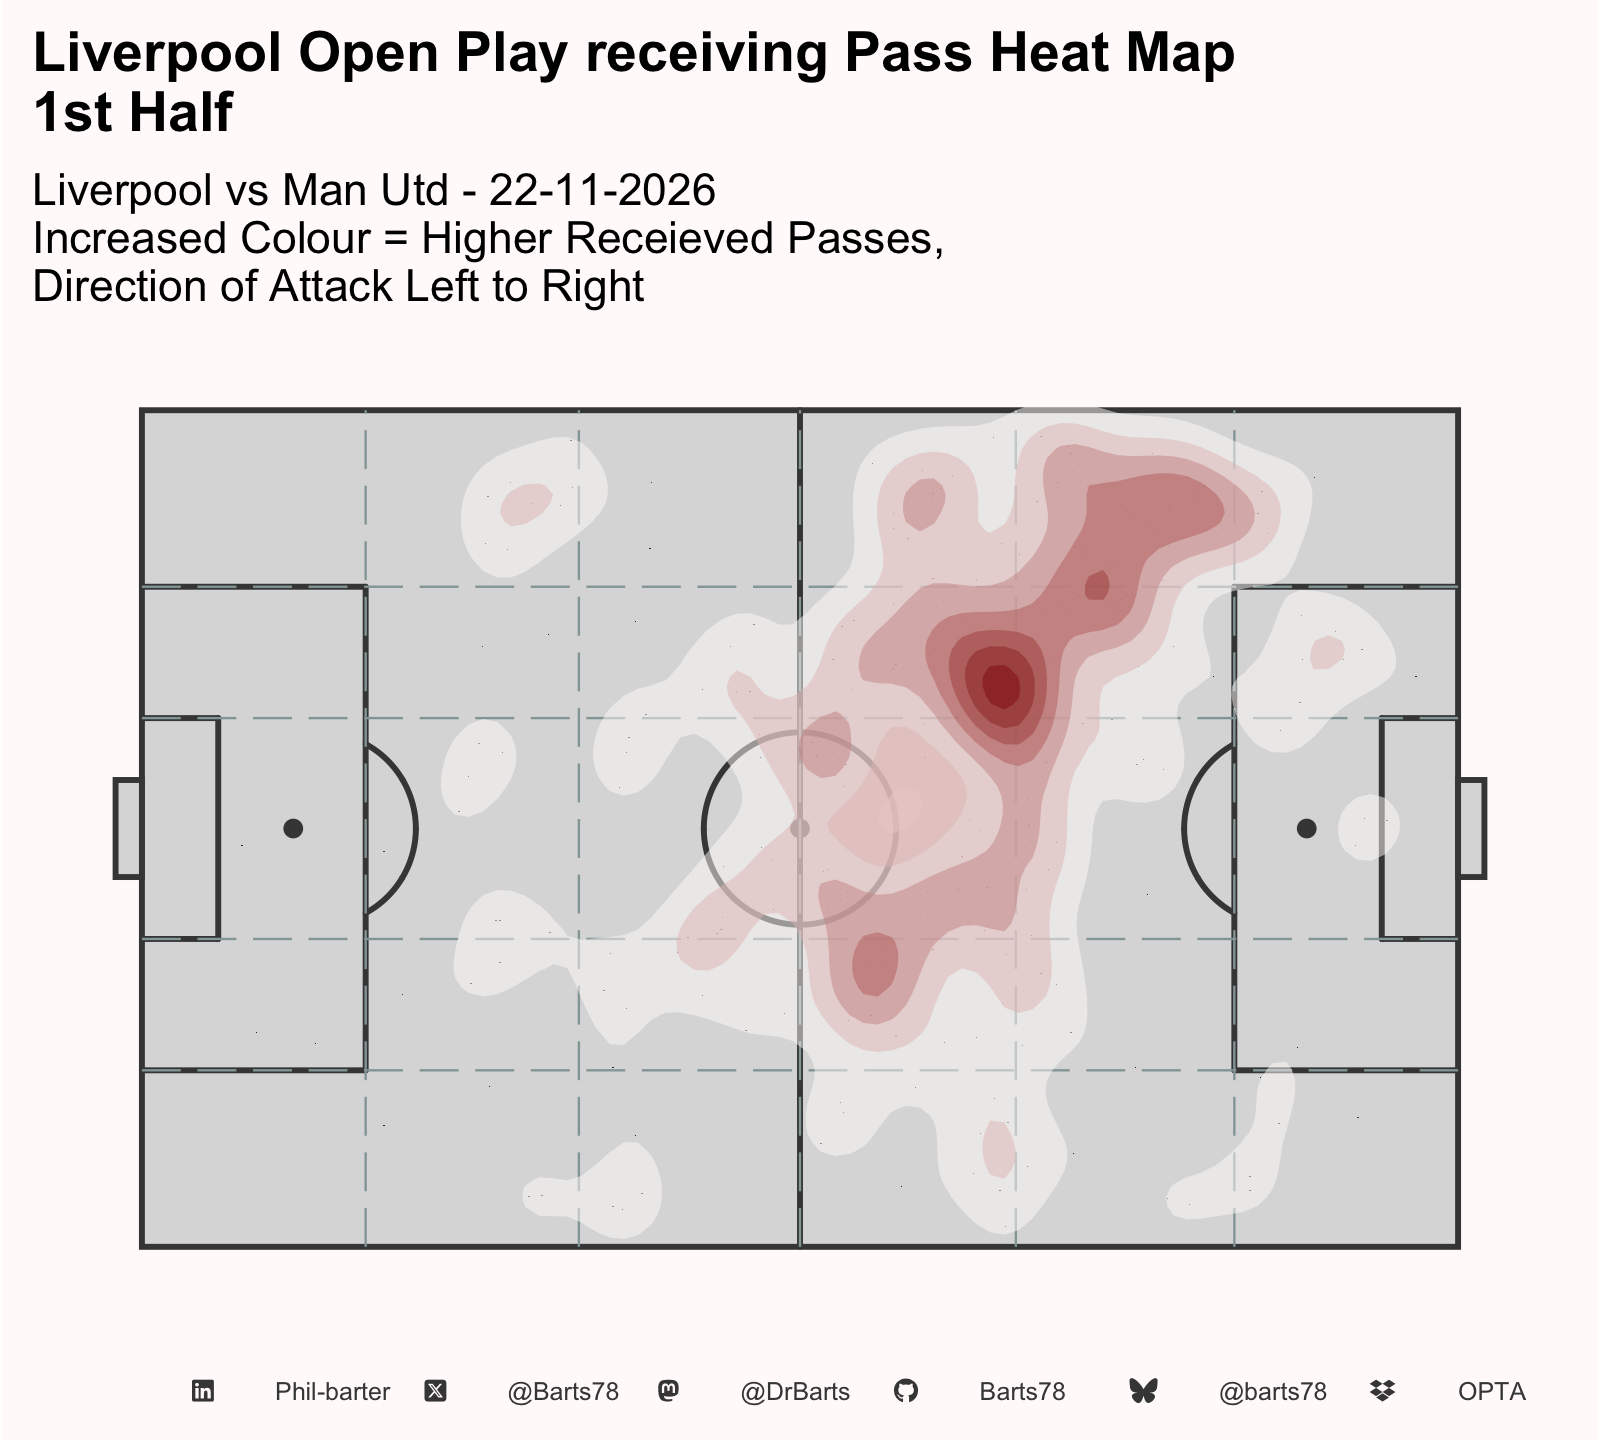 Liverpool Open Play receiving Pass Heat Map
1st Half
Liverpool vs Man Utd - 22-11-2026
Increased Colour = Higher Receieved Passes,
Direction of Attack Left to Right
Phil-barter @Barts78 @DrBarts Barts78 @barts78 OPTA